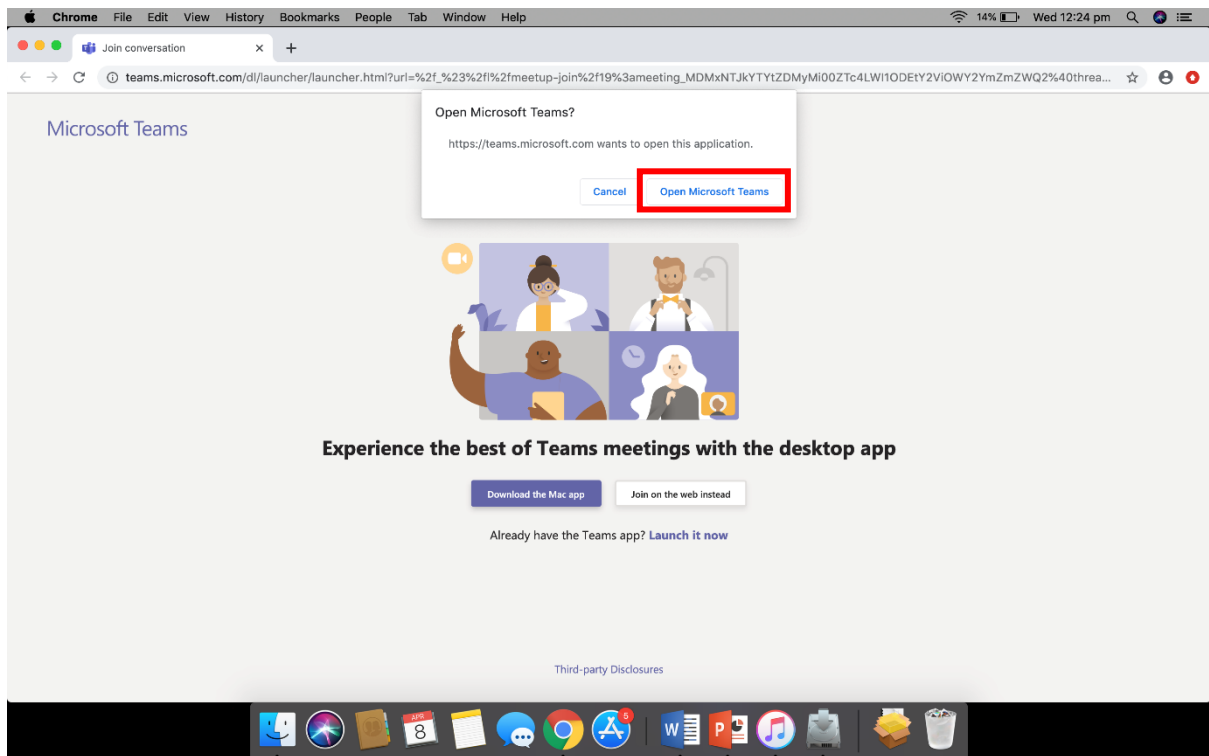 Chrome File Edit View History Bookmarks People Tab Window Help 14% Wed 12:24 pm
Join conversation
teams.microsoft.com/dl/launcher/launcher.html?url=%2f_%23%2fl%2fmeetup-join%2f19%3ameeting_MDMxNTJkYTYtZDMyMi00ZTc4LWI1ODEtY2ViOWY2YmZmZWQ2%40threa...
Open Microsoft Teams?
Microsoft Teams
https://teams.microsoft.com wants to open this application.
Cancel Open Microsoft Teams
Experience the best of Teams meetings with the desktop app
Download the Mac app Join on the web instead
Already have the Teams app? Launch it now
Third-party Disclosures
APR
8
5
W P